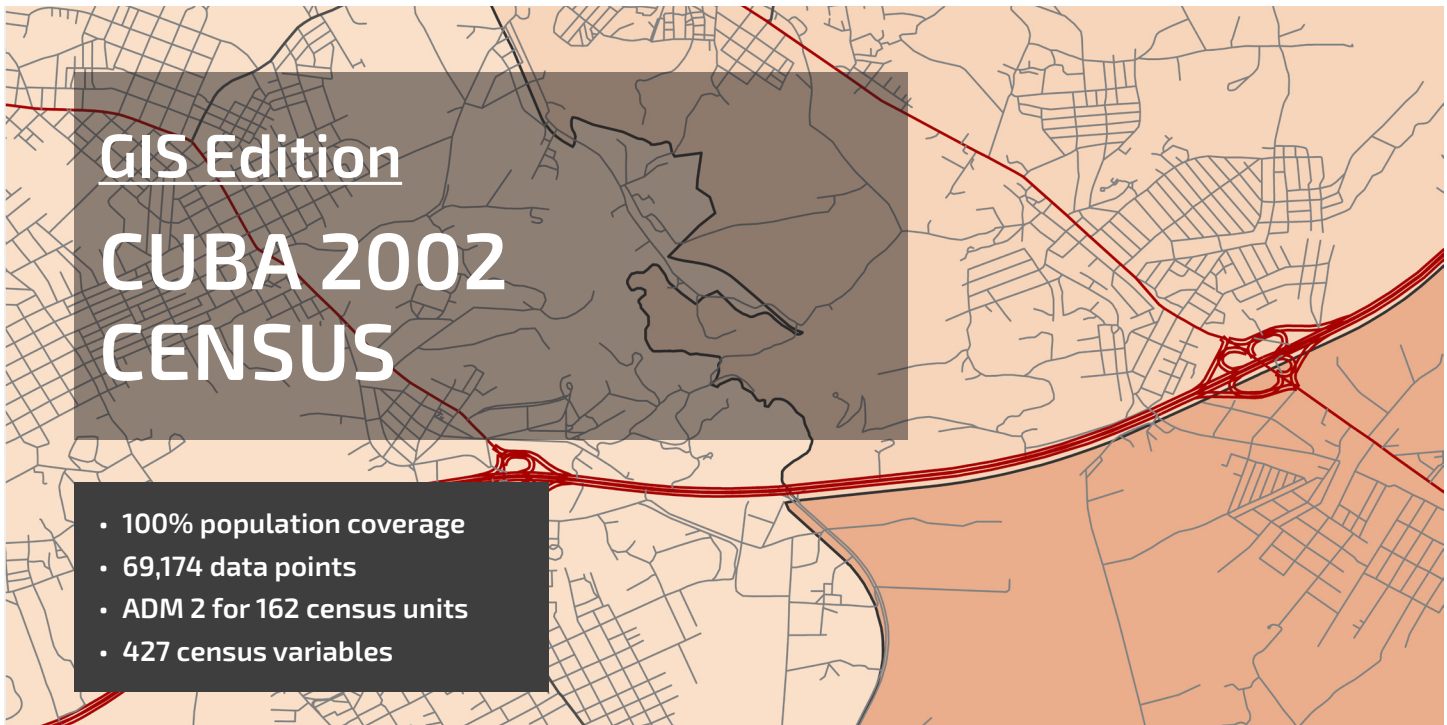 GIS Edition
CUBA 2002
CENSUS
• 100% population coverage
• 69,174 data points
• ADM 2 for 162 census units
• 427 census variables